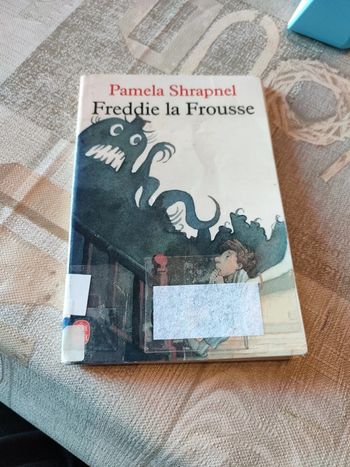 Pamela Shrapnel
Freddie la Frousse